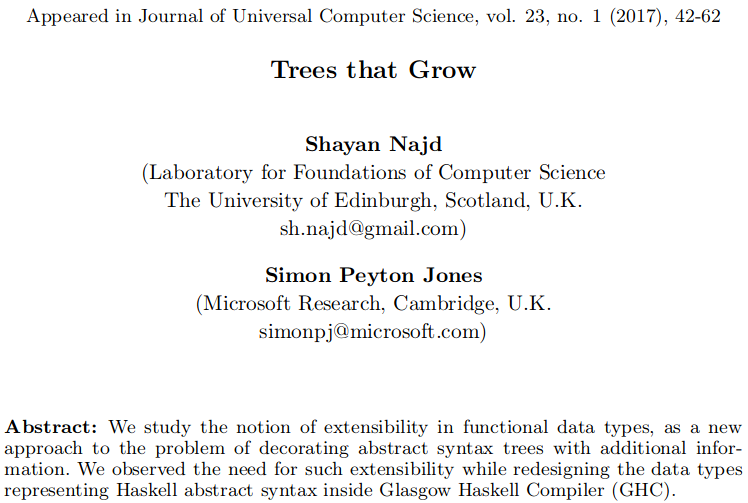 Appeared in Journal of Universal Computer Science, vol. 23, no. 1 (2017), 42-62
Trees that Grow
Shayan Najd
(Laboratory for Foundations of Computer Science
The University of Edinburgh, Scotland, U.K.
sh.najd@gmail.com)
Simon Peyton Jones
(Microsoft Research, Cambridge, U.K.
simonpj@microsoft.com)
Abstract: We study the notion of extensibility in functional data types, as a new
approach to the problem of decorating abstract syntax trees with additional infor-
mation. We observed the need for such extensibility while redesigning the data types
representing Haskell abstract syntax inside Glasgow Haskell Compiler (GHC).